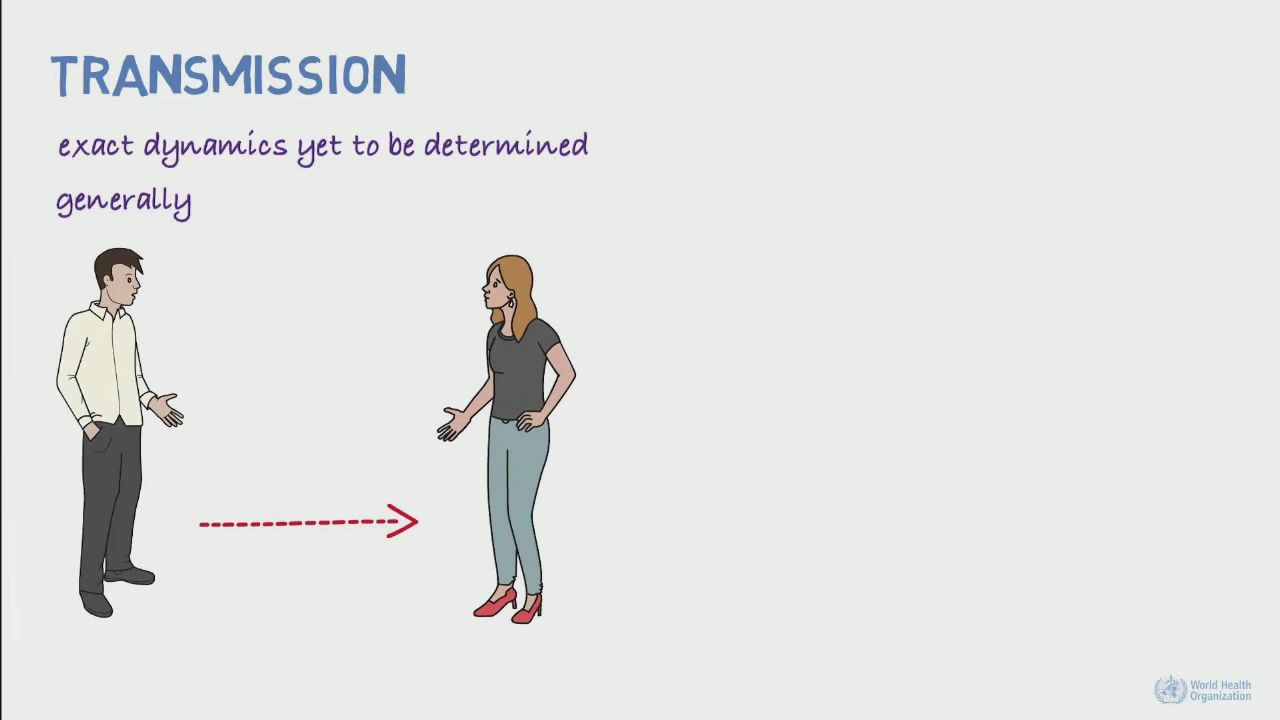 TRANSMISSION
exact dynamics yet to be determined
generally
World Health
Organization